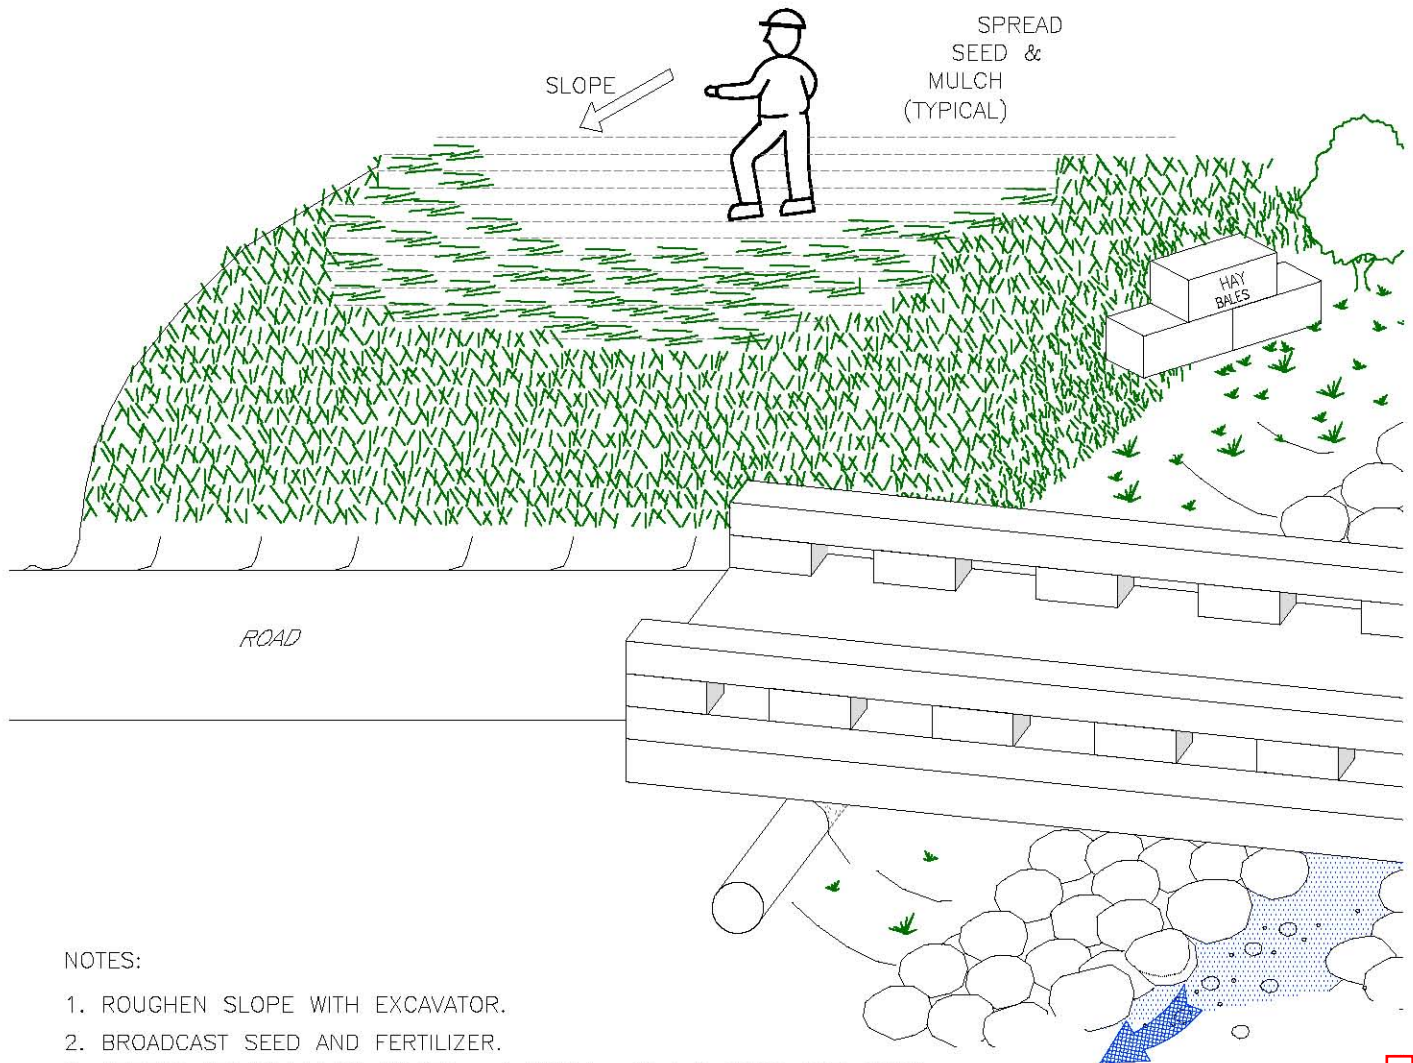 SPREAD
SEED &
MULCH
(TYPICAL)
SLOPE
HAY
BALES
ROAD
NOTES:
1. ROUGHEN SLOPE WITH EXCAVATOR.
2. BROADCAST SEED AND FERTILIZER.